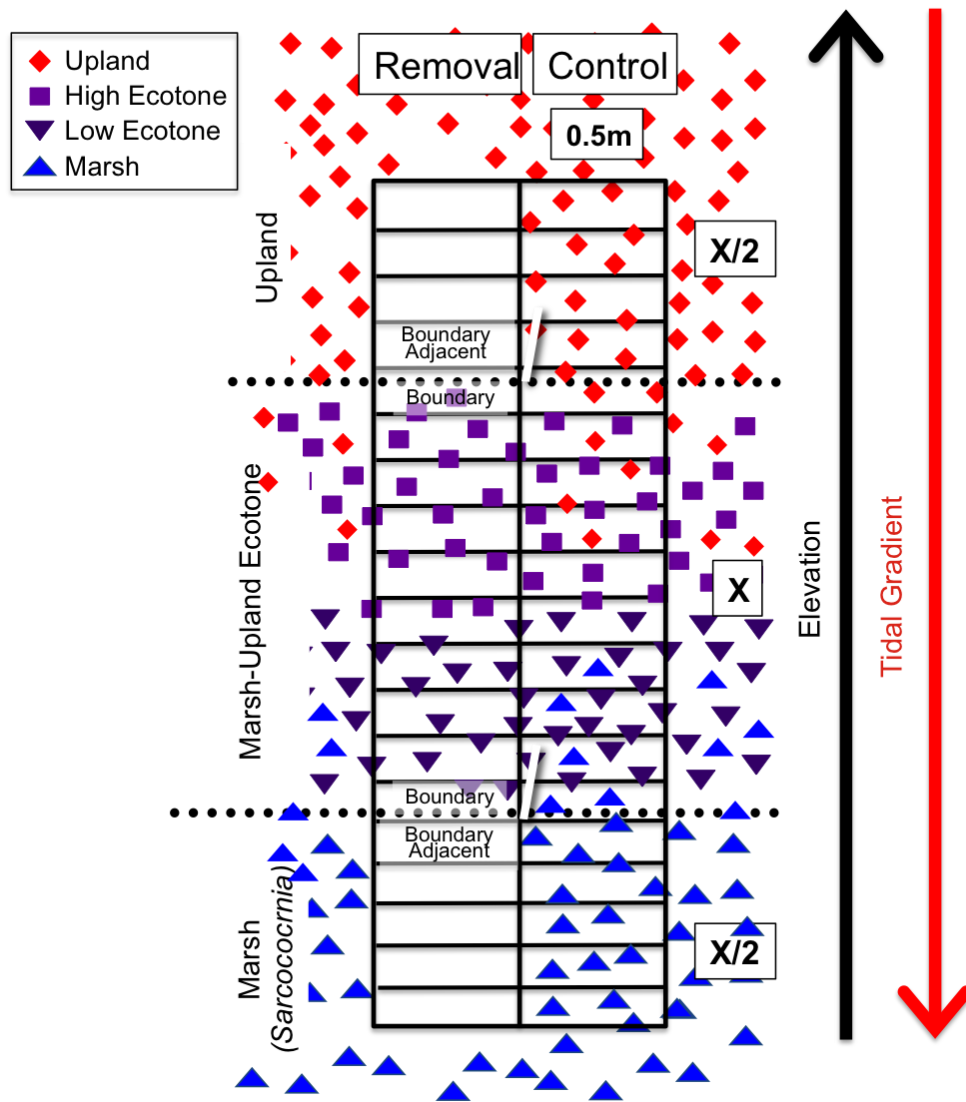 Upland
High Ecotone
Low Ecotone
Marsh
Removal
Control
0.5m
Upland
X/2
Boundary
Adjacent
Boundary
Marsh-Upland Ecotone
X
Elevation
Tidal Gradient
Boundary
Boundary
Adjacent
Marsh
(Sarcococrnia)
X/2